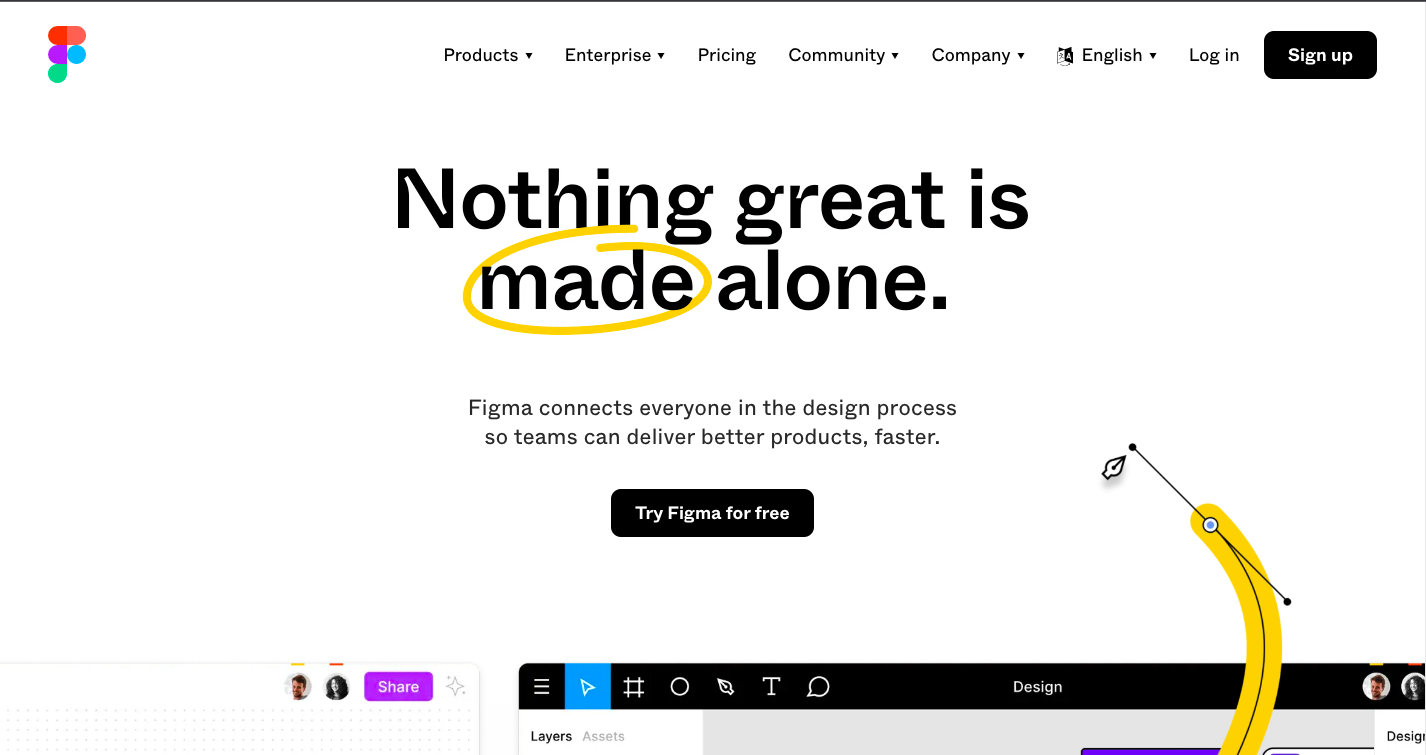 Products Enterprise Pricing Community Company English Log in Sign up
Nothing great is
made alone.
Figma connects everyone in the design process
so teams can deliver better products, faster.
Try Figma for free
Share
Design
Layers Assets